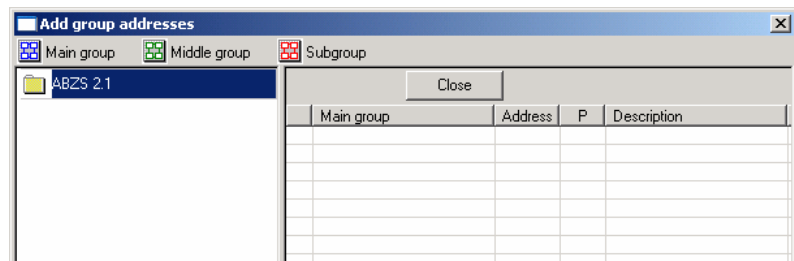 Add group addresses
Main group Middle group Subgroup
ABZS 2.1
Close
Main group Address P Description